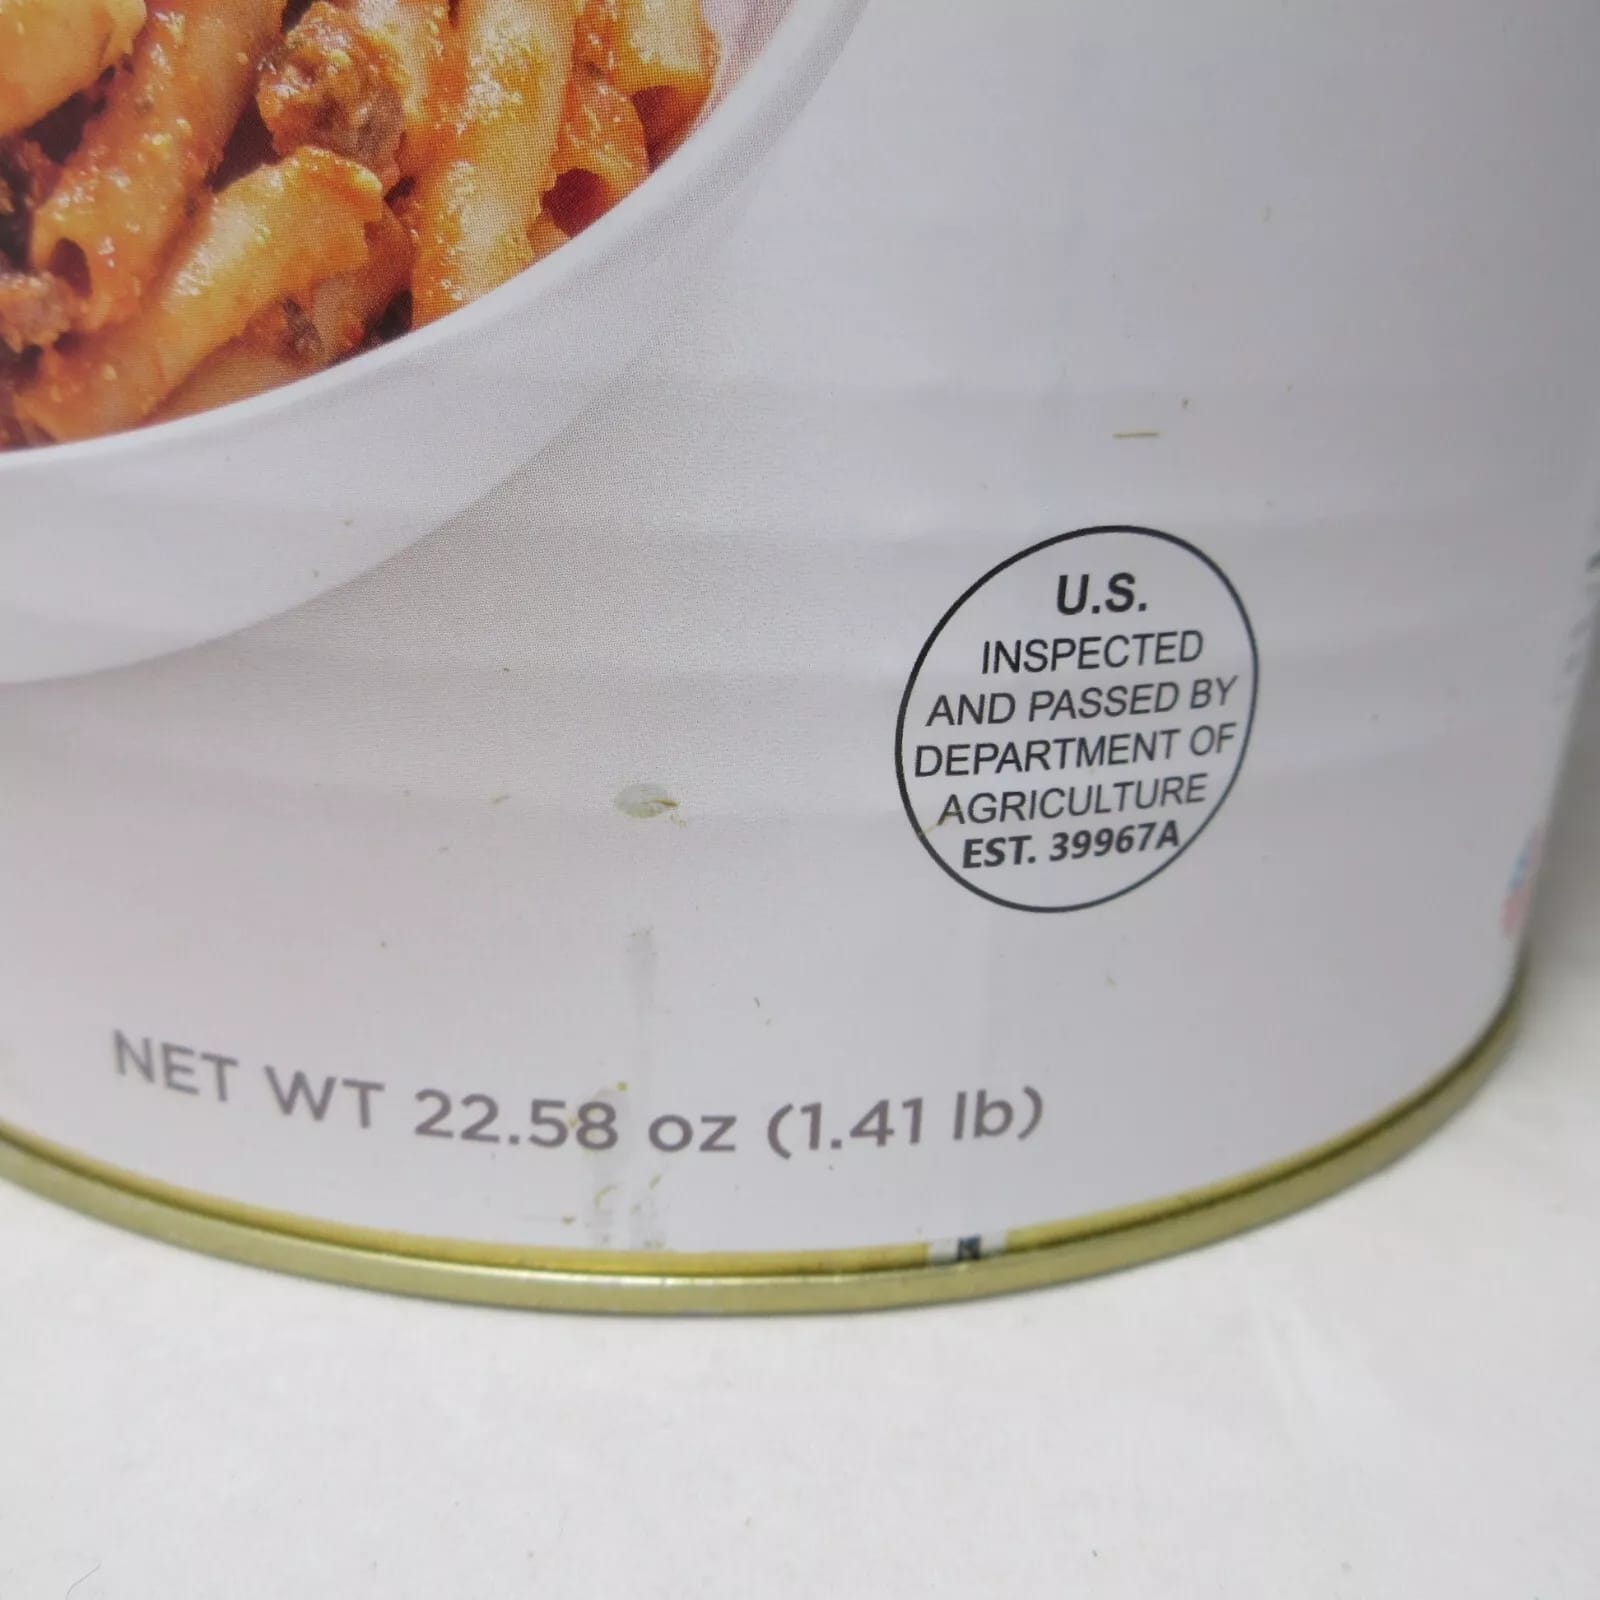 U.S.
INSPECTED
AND PASSED BY
DEPARTMENT OF
AGRICULTURE
EST. 39967A
NET WT 22.58 oz (1.41 lb)